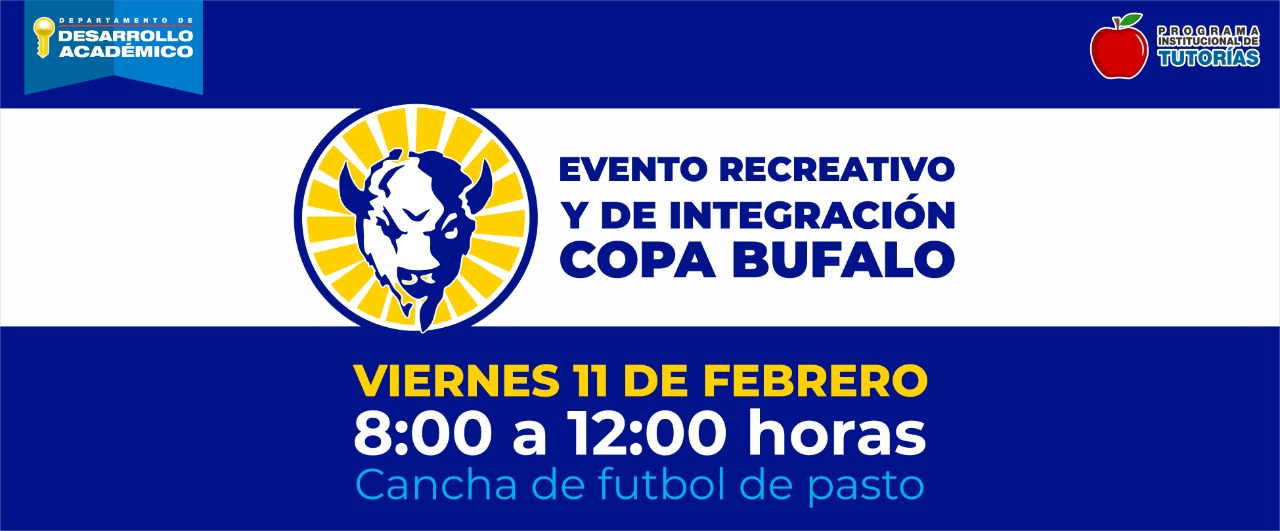 DEPARTAMENTO DE
DESARROLLO
ACADÉMICO
PROGRAMA
INSTITUCIONAL DE
TUTORÍAS
EVENTO RECREATIVO
Y DE INTEGRACIÓN
COPA BUFALO
VIERNES 11 DE FEBRERO
8:00 a 12:00 horas
Cancha de futbol de pasto